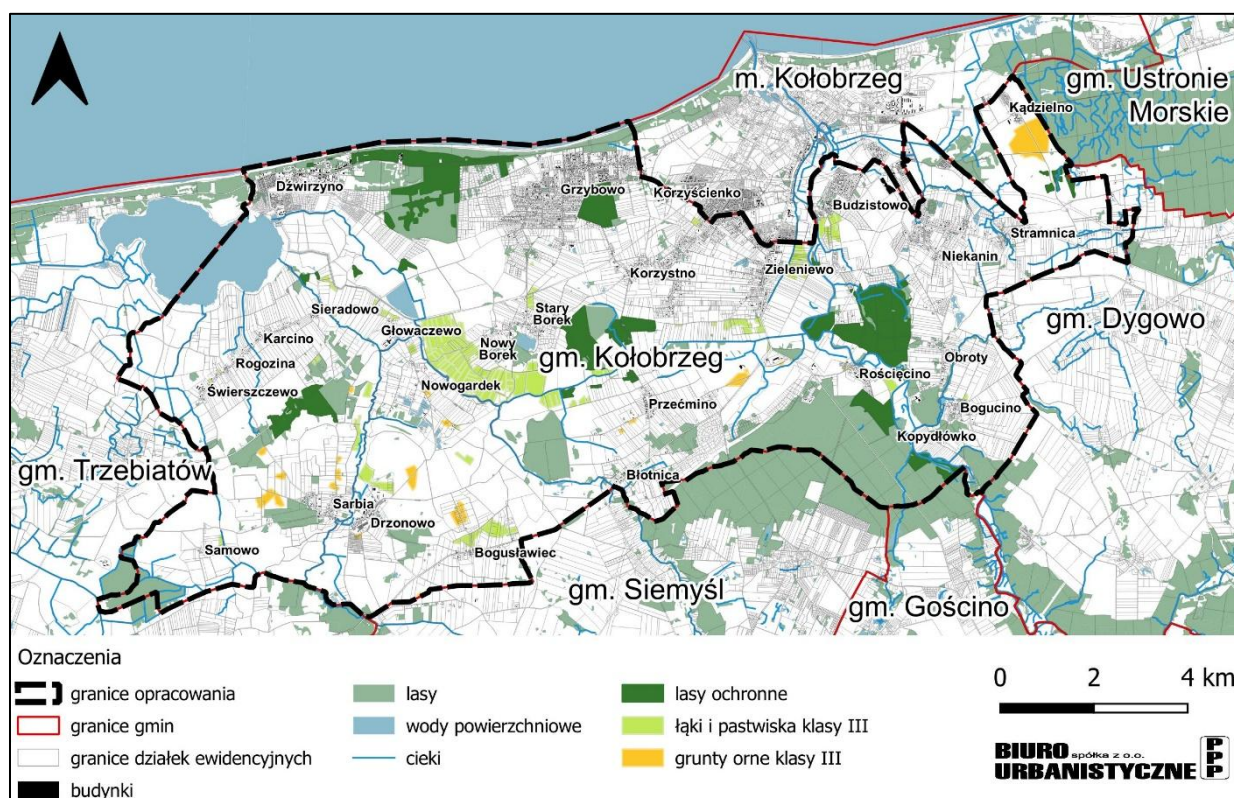 m. Kołobrzeg
gm. Ustronie
Morskie
Kądzielno
Dźwirzyno
Grzybowo
Korzyścienko
Budzistowo
Stramnica
Niekanin
Korzystno
Zieleniewo
Sieradowo
Stary
Borek
Głowaczewo
Nowy
Borek
gm. Kołobrzeg
gm. Dygowo
Karcino
Rogozina
Obroty
Świerszczewo
Nowogardek
Rościęcino
Przećmino
Bogucino
Kopydłówko
gm. Trzebiatów
Błotnica
Sarbia
Drzonowo
Samowo
Bogusławiec
gm. Siemyśl
gm. Gościno
Oznaczenia
granice opracowania
granice gmin
granice działek ewidencyjnych
budynki
lasy
wody powierzchniowe
cieki
lasy ochronne
łąki i pastwiska klasy III
grunty orne klasy III
0 2 4 km
BIURO spółka z o.o.
URBANISTYCZNE
P
P
P